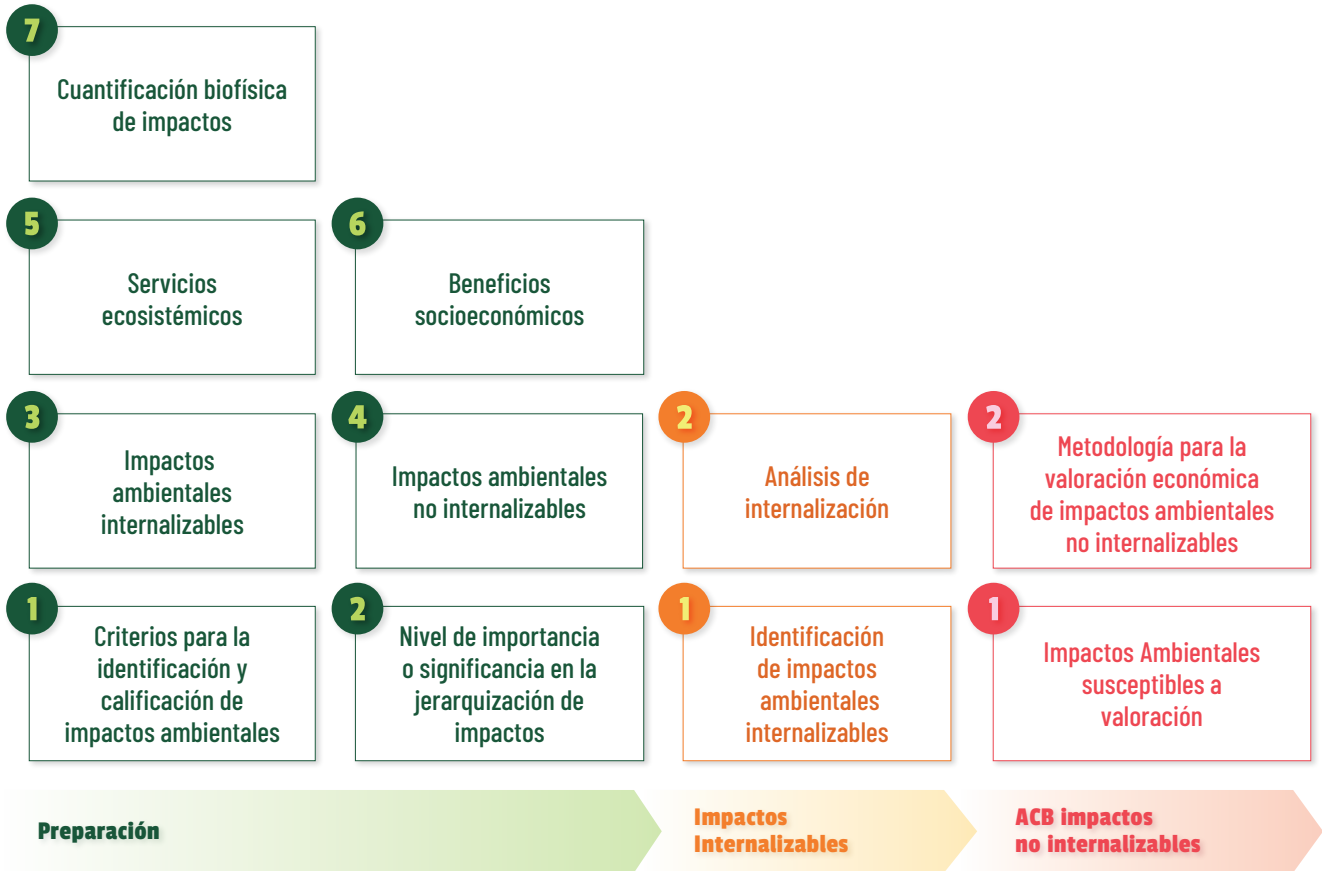 7
Cuantificación biofísica
de impactos
5
Servicios
ecosistémicos
6
Beneficios
socioeconómicos
3
Impactos
ambientales
internalizables
4
Impactos ambientales
no internalizables
2
Análisis de
internalización
2
Metodología para la
valoración económica
de impactos ambientales
no internalizables
1
Criterios para la
identificación y
calificación de
impactos ambientales
2
Nivel de importancia
o significancia en la
jerarquización de
impactos
1
Identificación
de impactos
ambientales
internalizables
1
Impactos Ambientales
susceptibles a
valoración
Preparación
Impactos
Internalizables
ACB impactos
no internalizables